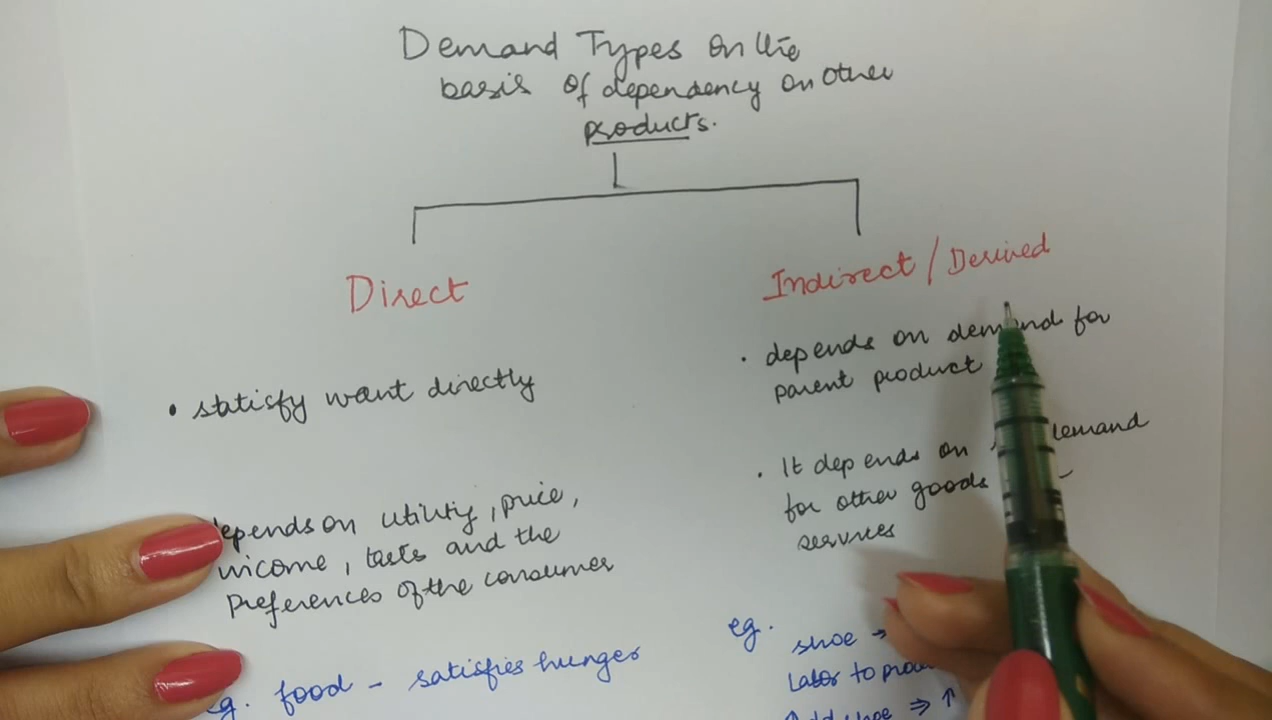 Demand Types on the
basis of dependency on other
products.
Direct
• satisfy want directly
depends on utility, price,
income, taste and the
preferences of the consumer
eg. food - satisfies hunger
Indirect / Derived
• depends on demand for
parent product
• It depends on demand
for other goods
services
eg.
shoe →
Labor to
shoe ⇒ ↑